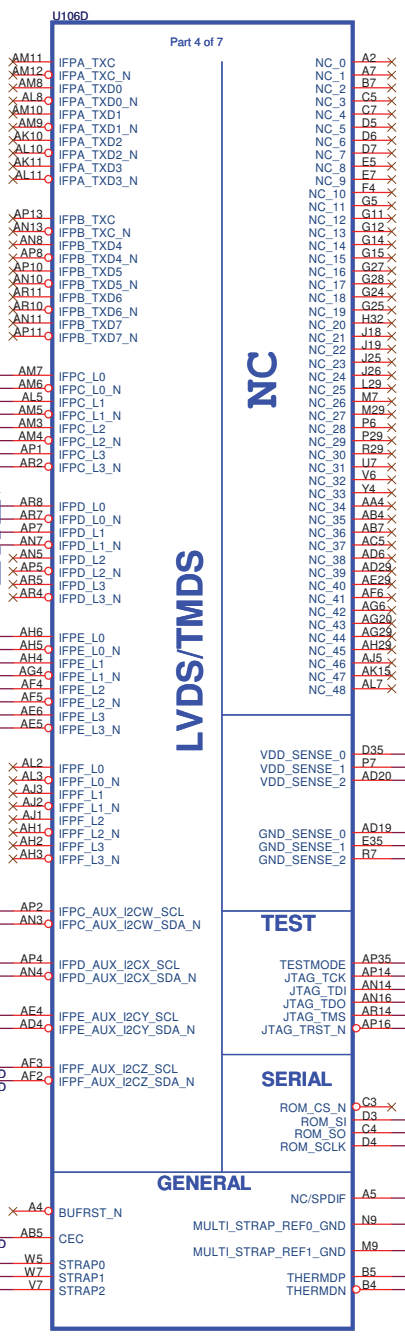 U106D
Part 4 of 7
AM11 IFPA_TXC
AM12 IFPA_TXC_N
AM8 IFPA_TXD0
AL8 IFPA_TXD0_N
AM10 IFPA_TXD1
AM9 IFPA_TXD1_N
AK10 IFPA_TXD2
AL10 IFPA_TXD2_N
AK11 IFPA_TXD3
AL11 IFPA_TXD3_N
AP13 IFPB_TXC
AN13 IFPB_TXC_N
AN8 IFPB_TXD4
AP8 IFPB_TXD4_N
AP10 IFPB_TXD5
AN10 IFPB_TXD5_N
AR11 IFPB_TXD6
AR10 IFPB_TXD6_N
AN11 IFPB_TXD7
AP11 IFPB_TXD7_N
AM7 IFPC_L0
AM6 IFPC_L0_N
AL5 IFPC_L1
AM5 IFPC_L1_N
AM3 IFPC_L2
AM4 IFPC_L2_N
AP1 IFPC_L3
AR2 IFPC_L3_N
AR8 IFPD_L0
AR7 IFPD_L0_N
AP7 IFPD_L1
AN7 IFPD_L1_N
AN5 IFPD_L2
AP5 IFPD_L2_N
AR5 IFPD_L3
AR4 IFPD_L3_N
AH6 IFPE_L0
AH5 IFPE_L0_N
AH4 IFPE_L1
AG4 IFPE_L1_N
AF4 IFPE_L2
AF5 IFPE_L2_N
AE6 IFPE_L3
AE5 IFPE_L3_N
AL2 IFPF_L0
AL3 IFPF_L0_N
AJ3 IFPF_L1
AJ2 IFPF_L1_N
AJ1 IFPF_L2
AH1 IFPF_L2_N
AH2 IFPF_L3
AH3 IFPF_L3_N
AP2 IFPC_AUX_I2CW_SCL
AN3 IFPC_AUX_I2CW_SDA_N
AP4 IFPD_AUX_I2CX_SCL
AN4 IFPD_AUX_I2CX_SDA_N
AE4 IFPE_AUX_I2CY_SCL
AD4 IFPE_AUX_I2CY_SDA_N
AF3 IFPF_AUX_I2CZ_SCL
AF2 IFPF_AUX_I2CZ_SDA_N
LVDS/TMDS
NC
NC_0 A2
NC_1 A7
NC_2 B7
NC_3 C5
NC_4 C7
NC_5 D5
NC_6 D6
NC_7 D7
NC_8 E5
NC_9 E7
NC_10 F4
NC_11 G5
NC_12 G11
NC_13 G12
NC_14 G14
NC_15 G15
NC_16 G27
NC_17 G28
NC_18 G24
NC_19 G25
NC_20 H32
NC_21 J18
NC_22 J19
NC_23 J25
NC_24 J26
NC_25 L29
NC_26 M7
NC_27 M29
NC_28 P6
NC_29 P29
NC_30 R29
NC_31 U7
NC_32 V6
NC_33 Y4
NC_34 AA4
NC_35 AB4
NC_36 AB7
NC_37 AC5
NC_38 AD6
NC_39 AD29
NC_40 AE29
NC_41 AF6
NC_42 AG6
NC_43 AG20
NC_44 AG29
NC_45 AH29
NC_46 AJ5
NC_47 AK15
NC_48 AL7
VDD_SENSE_0 D35
VDD_SENSE_1 P7
VDD_SENSE_2 AD20
GND_SENSE_0 AD19
GND_SENSE_1 E35
GND_SENSE_2 R7
TEST
TESTMODE AP35
JTAG_TCK AP14
JTAG_TDI AN14
JTAG_TDO AN16
JTAG_TMS AR14
JTAG_TRST_N AP16
SERIAL
ROM_CS_N C3
ROM_SI D3
ROM_SO C4
ROM_SCLK D4
GENERAL
A4 BUFRST_N
AB5 CEC
W5 STRAP0
W7 STRAP1
V7 STRAP2
NC/SPDIF A5
MULTI_STRAP_REF0_GND N9
MULTI_STRAP_REF1_GND M9
THERMDP B5
THERMDN B4